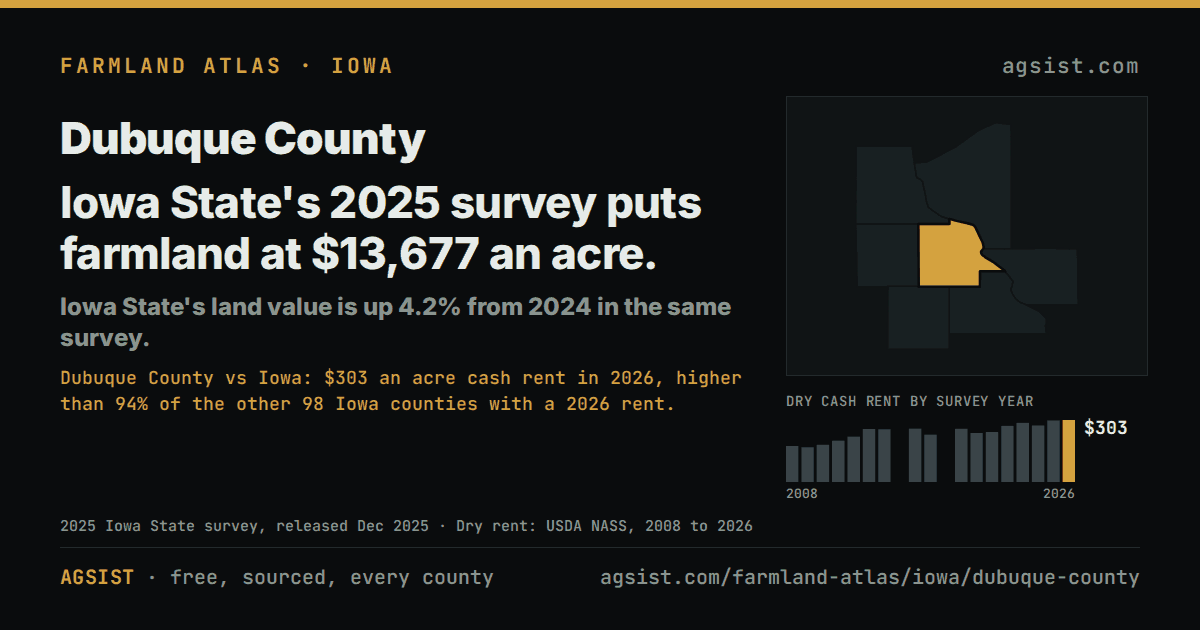 FARMLAND ATLAS · IOWA
agsist.com
Dubuque County
Iowa State's 2025 survey puts
farmland at $13,677 an acre.
Iowa State's land value is up 4.2% from 2024 in the same
survey.
Dubuque County vs Iowa: $303 an acre cash rent in 2026, higher
than 94% of the other 98 Iowa counties with a 2026 rent.
DRY CASH RENT BY SURVEY YEAR
$303
2008
2026
2025 Iowa State survey, released Dec 2025 · Dry rent: USDA NASS, 2008 to 2026
AGSIST · free, sourced, every county
agsist.com/farmland-atlas/iowa/dubuque-county